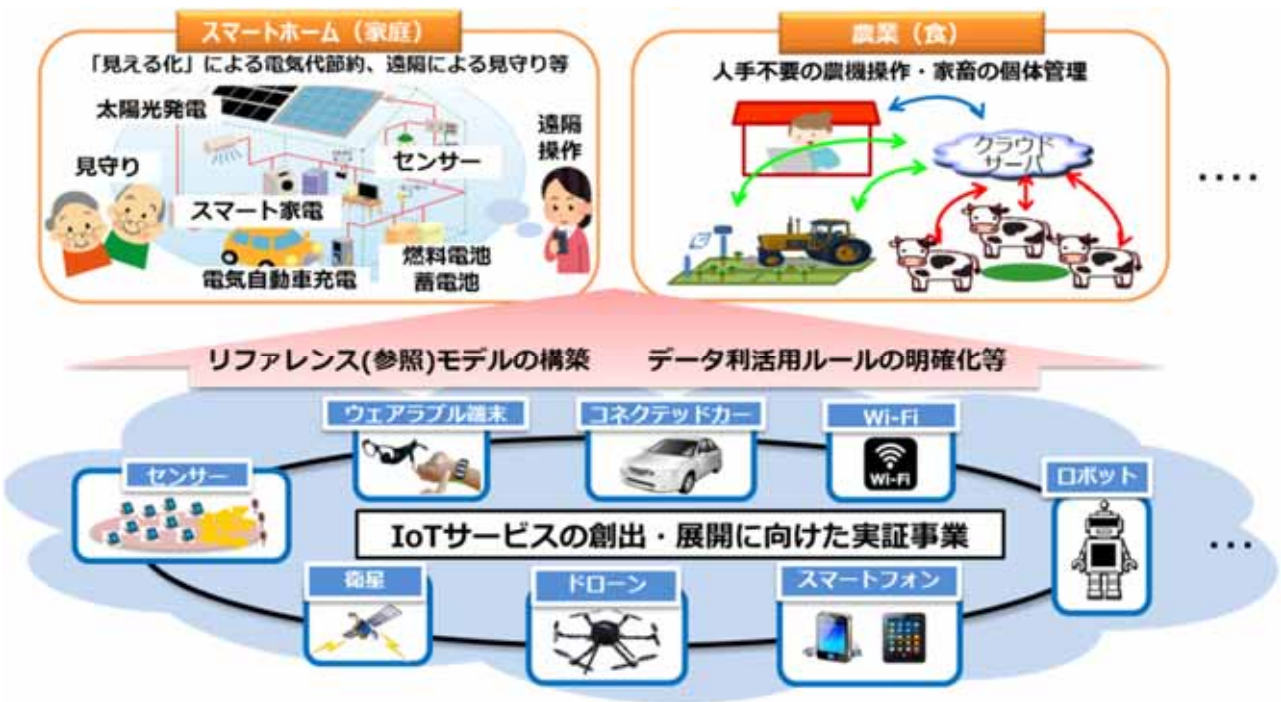 スマートホーム（家庭）
「見える化」による電気代節約、遠隔による見守り等
太陽光発電
見守り
センサー
遠隔
操作
スマート家電
電気自動車充電
燃料電池
蓄電池
農業（食）
人手不要の農機操作・家畜の個体管理
クラウド
サーバ
････
リファレンス(参照)モデルの構築
データ利活用ルールの明確化等
ウェアラブル端末
コネクテッドカー
Wi-Fi
Wi-Fi
センサー
ロボット
IoTサービスの創出・展開に向けた実証事業
･･･
衛星
ドローン
スマートフォン